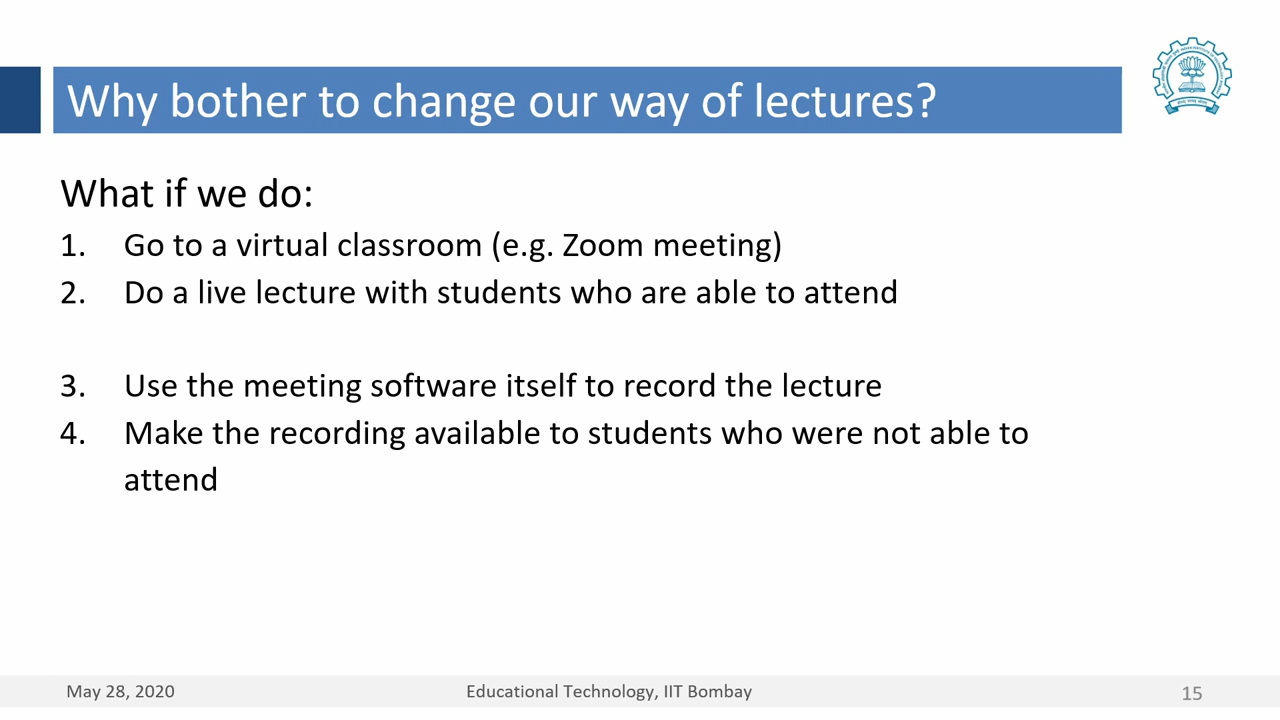 Why bother to change our way of lectures?
What if we do:
1. Go to a virtual classroom (e.g. Zoom meeting)
2. Do a live lecture with students who are able to attend
3. Use the meeting software itself to record the lecture
4. Make the recording available to students who were not able to
attend
May 28, 2020 Educational Technology, IIT Bombay 15